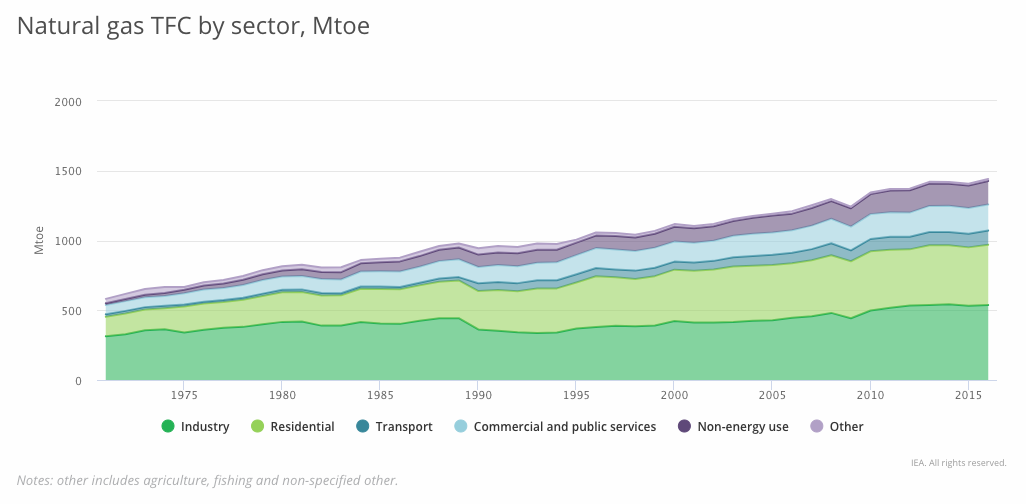 Natural gas TFC by sector, Mtoe
2000
1500
1000
500
0
Mtoe
1975 1980 1985 1990 1995 2000 2005 2010 2015
Industry Residential Transport Commercial and public services Non-energy use Other
IEA. All rights reserved.
Notes: other includes agriculture, fishing and non-specified other.